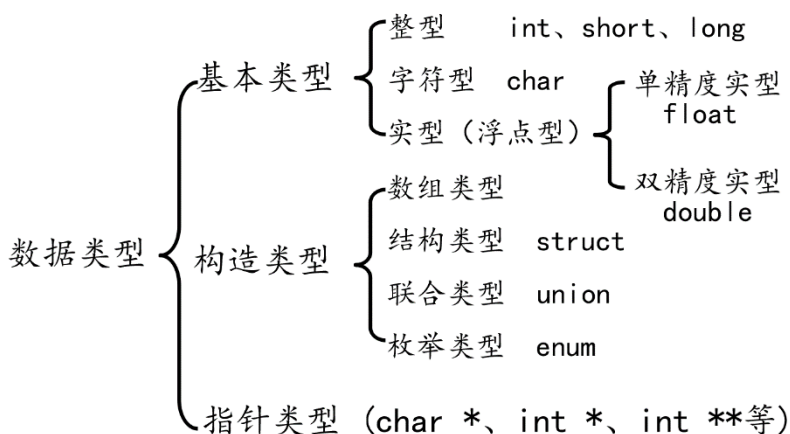 数据类型
基本类型
整型 int、short、long
字符型 char
实型（浮点型）
单精度实型
float
双精度实型
double
构造类型
数组类型
结构类型 struct
联合类型 union
枚举类型 enum
指针类型（char *、int *、int **等）